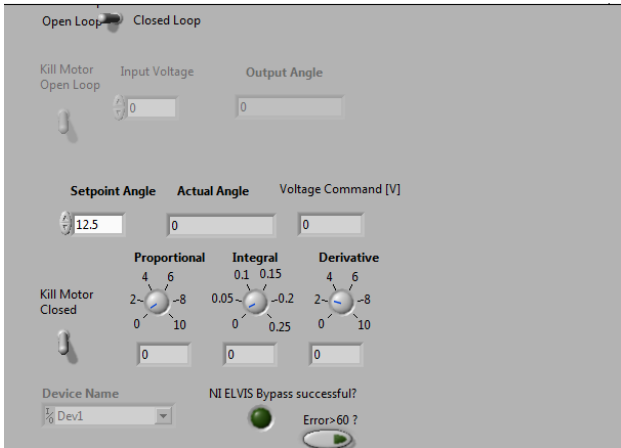 Open Loop Closed Loop
Kill Motor
Open Loop
Input Voltage Output Angle
0 0
Setpoint Angle Actual Angle Voltage Command [V]
12.5 0 0
Proportional Integral Derivative
4 6 0.1 0.15 4 6
Kill Motor
Closed
2 8 0.05 0.2 2 8
0 10 0 0.25 0 10
0 0 0
Device Name NI ELVIS Bypass successful?
I/O Dev1
Error>60 ?